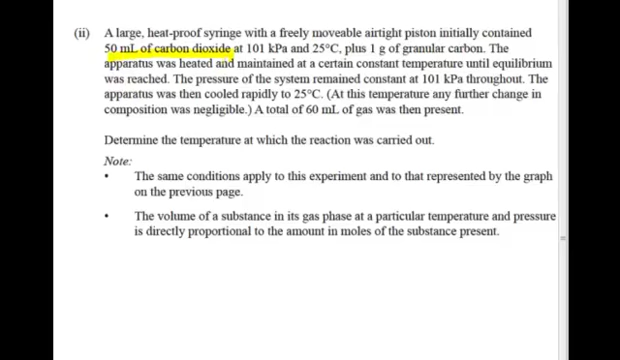 (ii) A large, heat-proof syringe with a freely moveable airtight piston initially contained
50 mL of carbon dioxide at 101 kPa and 25°C, plus 1 g of granular carbon. The
apparatus was heated and maintained at a certain constant temperature until equilibrium
was reached. The pressure of the system remained constant at 101 kPa throughout. The
apparatus was then cooled rapidly to 25°C. (At this temperature any further change in
composition was negligible.) A total of 60 mL of gas was then present.
Determine the temperature at which the reaction was carried out.
Note:
• The same conditions apply to this experiment and to that represented by the graph
on the previous page.
• The volume of a substance in its gas phase at a particular temperature and pressure
is directly proportional to the amount in moles of the substance present.